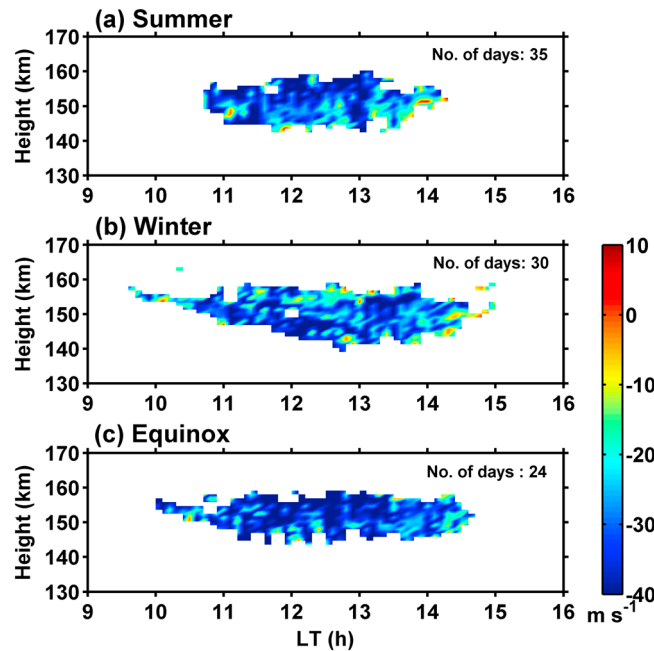 (a) Summer
No. of days: 35
Height (km)
170
160
150
140
130
9 10 11 12 13 14 15 16
(b) Winter
No. of days: 30
Height (km)
170
160
150
140
130
9 10 11 12 13 14 15 16
(c) Equinox
No. of days : 24
Height (km)
170
160
150
140
130
9 10 11 12 13 14 15 16
LT (h)
10
0
-10
-20
-30
-40
m s⁻¹